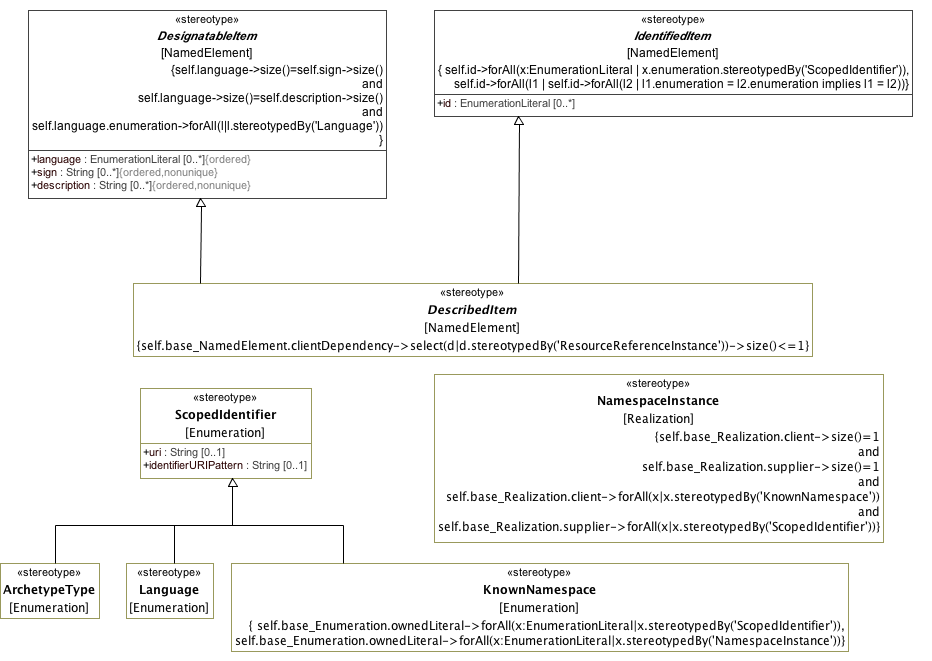 «stereotype»
DesignatableItem
[NamedElement]
{self.language->size()=self.sign->size()
and
self.language->size()=self.description->size()
and
self.language.enumeration->forAll(l|l.stereotypedBy('Language'))
}
+language : EnumerationLiteral [0..*]{ordered}
+sign : String [0..*]{ordered,nonunique}
+description : String [0..*]{ordered,nonunique}
«stereotype»
IdentifiedItem
[NamedElement]
{ self.id->forAll(x:EnumerationLiteral | x.enumeration.stereotypedBy('ScopedIdentifier')),
self.id->forAll(l1 | self.id->forAll(l2 | l1.enumeration = l2.enumeration implies l1 = l2))}
+id : EnumerationLiteral [0..*]
«stereotype»
DescribedItem
[NamedElement]
{self.base_NamedElement.clientDependency->select(d|d.stereotypedBy('ResourceReferenceInstance'))->size()<=1}
«stereotype»
ScopedIdentifier
[Enumeration]
+uri : String [0..1]
+identifierURIPattern : String [0..1]
«stereotype»
NamespaceInstance
[Realization]
{self.base_Realization.client->size()=1
and
self.base_Realization.supplier->size()=1
and
self.base_Realization.client->forAll(x|x.stereotypedBy('KnownNamespace'))
and
self.base_Realization.supplier->forAll(x|x.stereotypedBy('ScopedIdentifier'))}
«stereotype»
ArchetypeType
[Enumeration]
«stereotype»
Language
[Enumeration]
«stereotype»
KnownNamespace
[Enumeration]
{ self.base_Enumeration.ownedLiteral->forAll(x:EnumerationLiteral|x.stereotypedBy('ScopedIdentifier')),
self.base_Enumeration.ownedLiteral->forAll(x:EnumerationLiteral|x.stereotypedBy('NamespaceInstance'))}